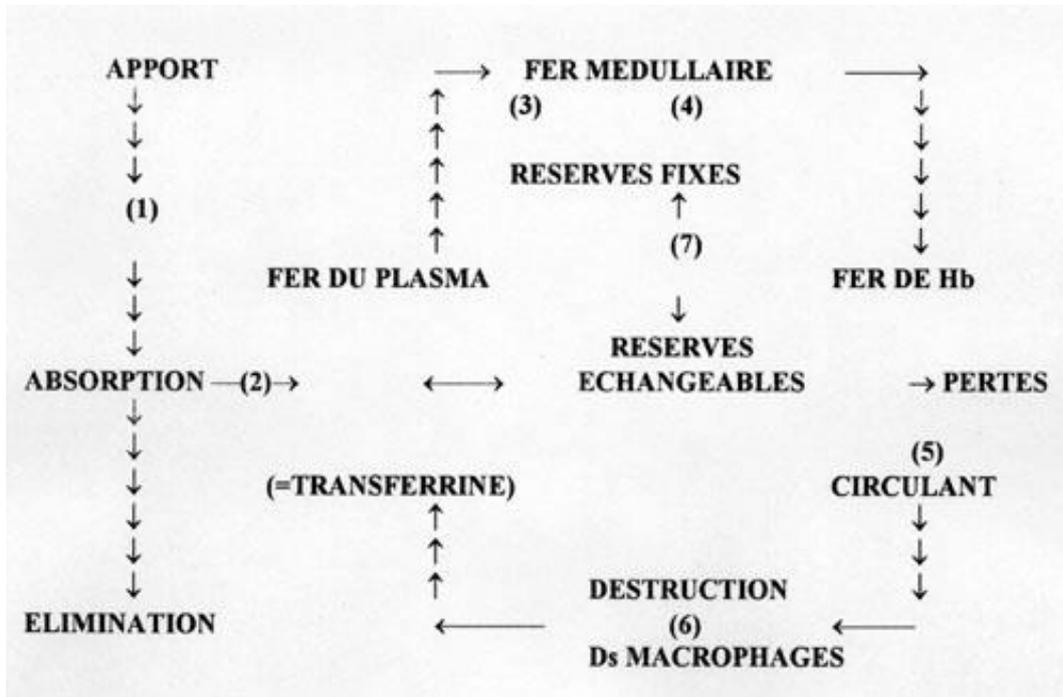 APPORT → FER MEDULLAIRE →
(3) (4)
RESERVES FIXES
(1)
(7)
FER DU PLASMA FER DE Hb
RESERVES
ABSORPTION —(2)→ ↔ ECHANGEABLES → PERTES
(5)
(=TRANSFERRINE) CIRCULANT
DESTRUCTION
ELIMINATION ← (6) ←
Ds MACROPHAGES